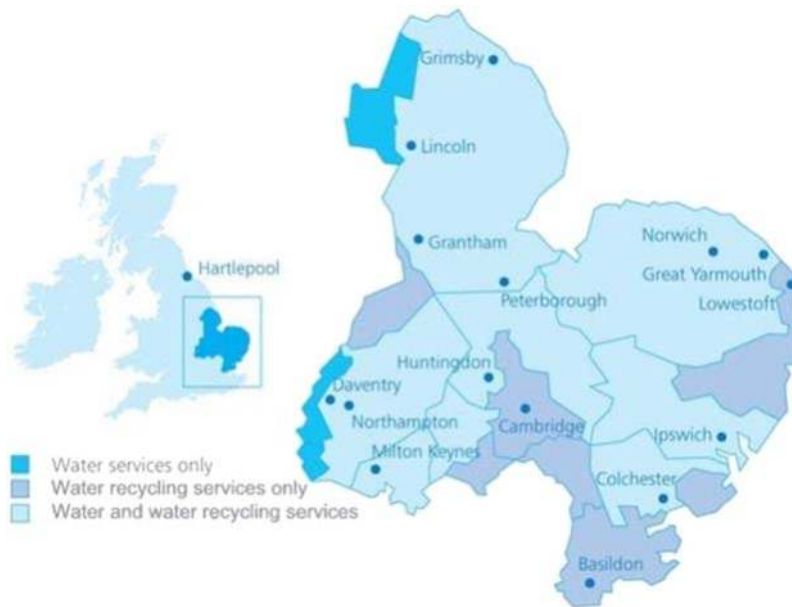 Grimsby
Lincoln
Hartlepool
Grantham
Norwich
Great Yarmouth
Lowestoft
Peterborough
Huntingdon
Daventry
Northampton
Cambridge
Milton Keynes
Ipswich
Colchester
Basildon
Water services only
Water recycling services only
Water and water recycling services